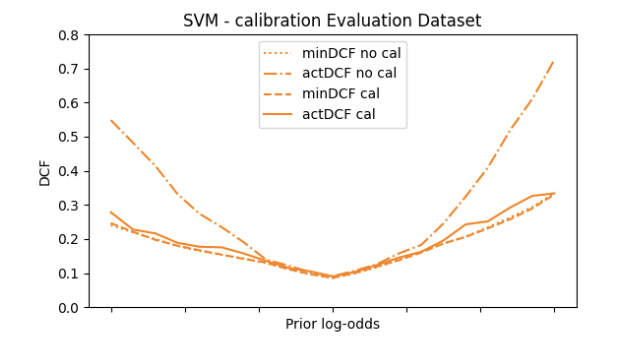 SVM - calibration Evaluation Dataset
0.8
0.7
0.6
0.5
0.4
0.3
0.2
0.1
0.0
DCF
minDCF no cal
actDCF no cal
minDCF cal
actDCF cal
Prior log-odds